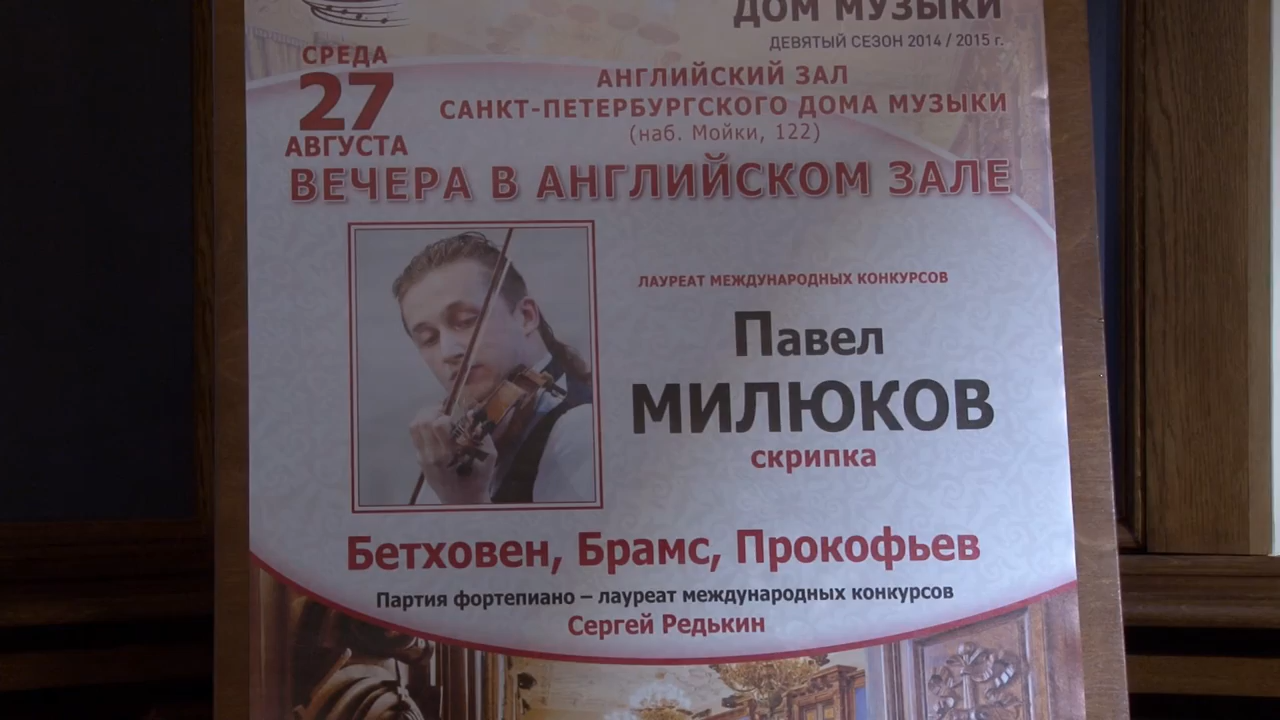 ДОМ МУЗЫКИ
ДЕВЯТЫЙ СЕЗОН 2014 / 2015 г.
СРЕДА
27
АВГУСТА
АНГЛИЙСКИЙ ЗАЛ
САНКТ-ПЕТЕРБУРГСКОГО ДОМА МУЗЫКИ
(наб. Мойки, 122)
ВЕЧЕРА В АНГЛИЙСКОМ ЗАЛЕ
ЛАУРЕАТ МЕЖДУНАРОДНЫХ КОНКУРСОВ
Павел
МИЛЮКОВ
скрипка
Бетховен, Брамс, Прокофьев
Партия фортепиано – лауреат международных конкурсов
Сергей Редькин